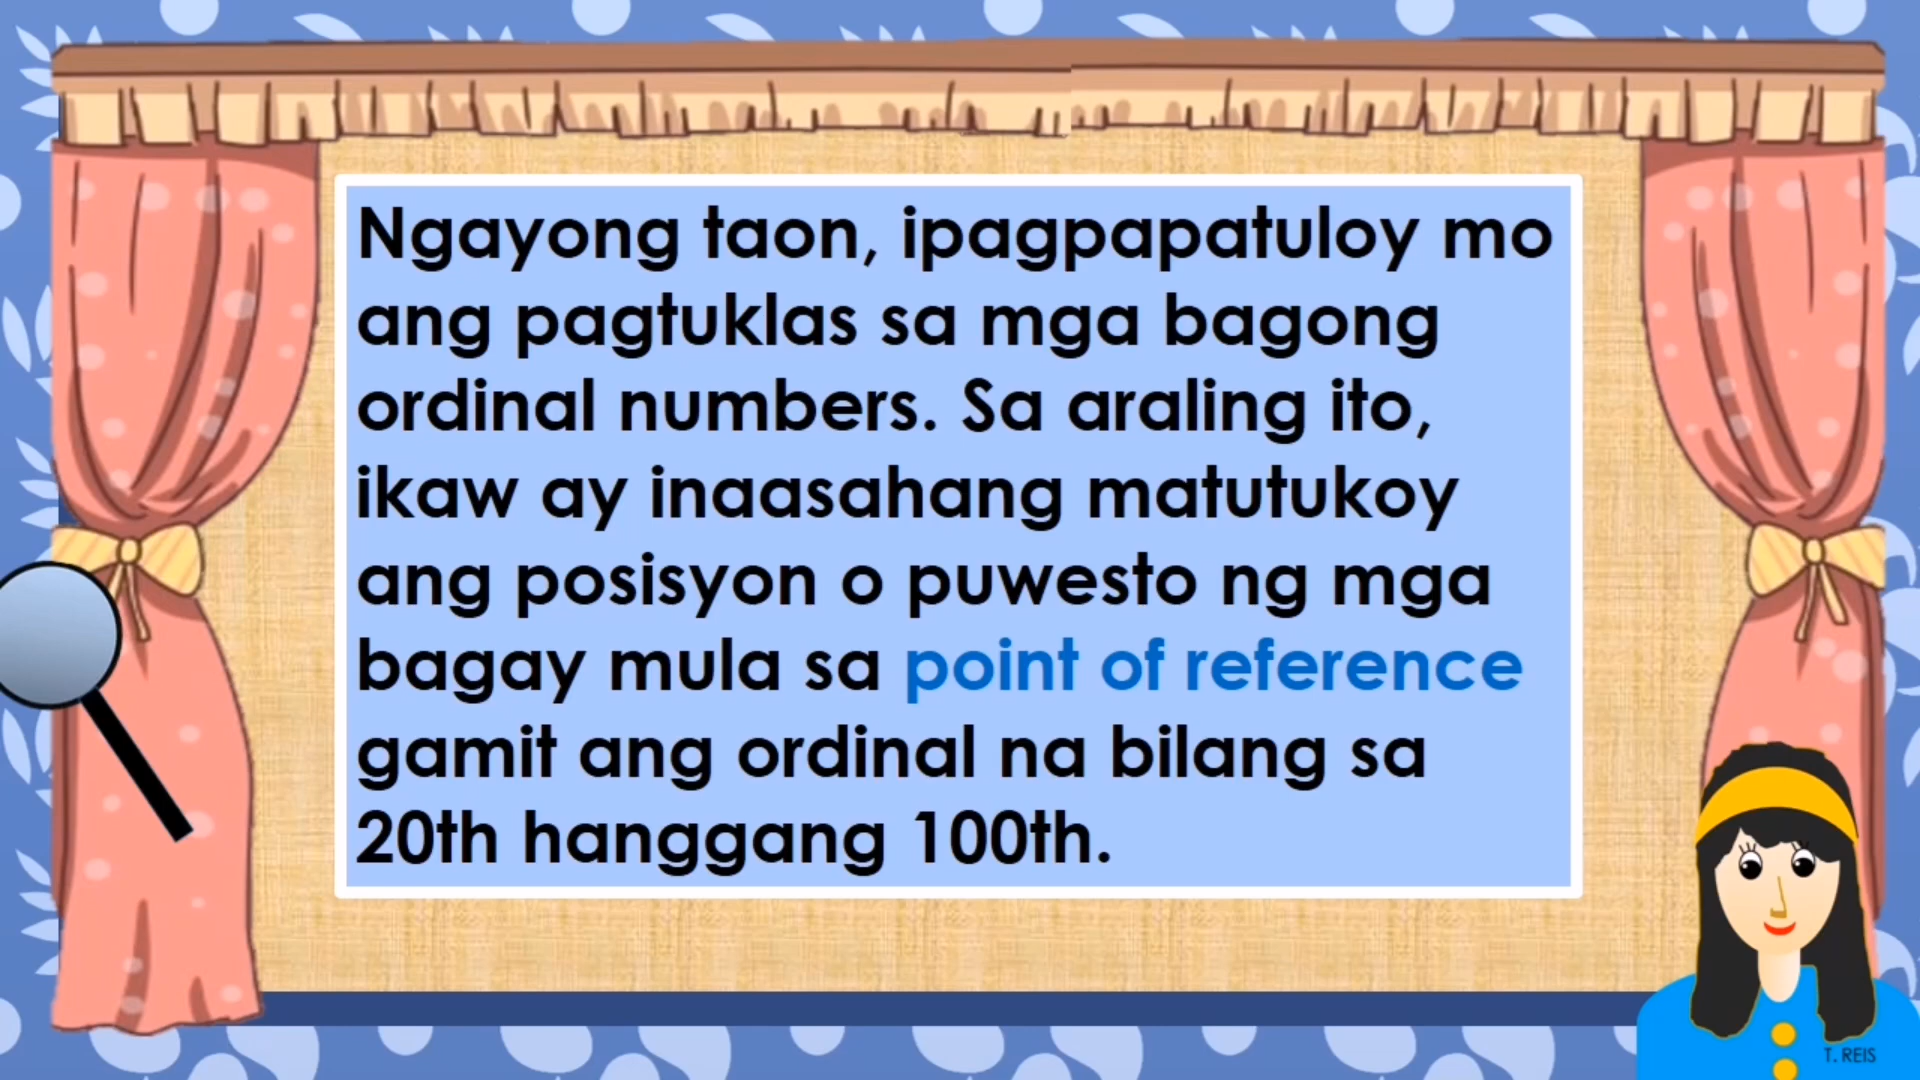 Ngayong taon, ipagpapatuloy mo
ang pagtuklas sa mga bagong
ordinal numbers. Sa araling ito,
ikaw ay inaasahang matutukoy
ang posisyon o puwesto ng mga
bagay mula sa point of reference
gamit ang ordinal na bilang sa
20th hanggang 100th.
T. REIS